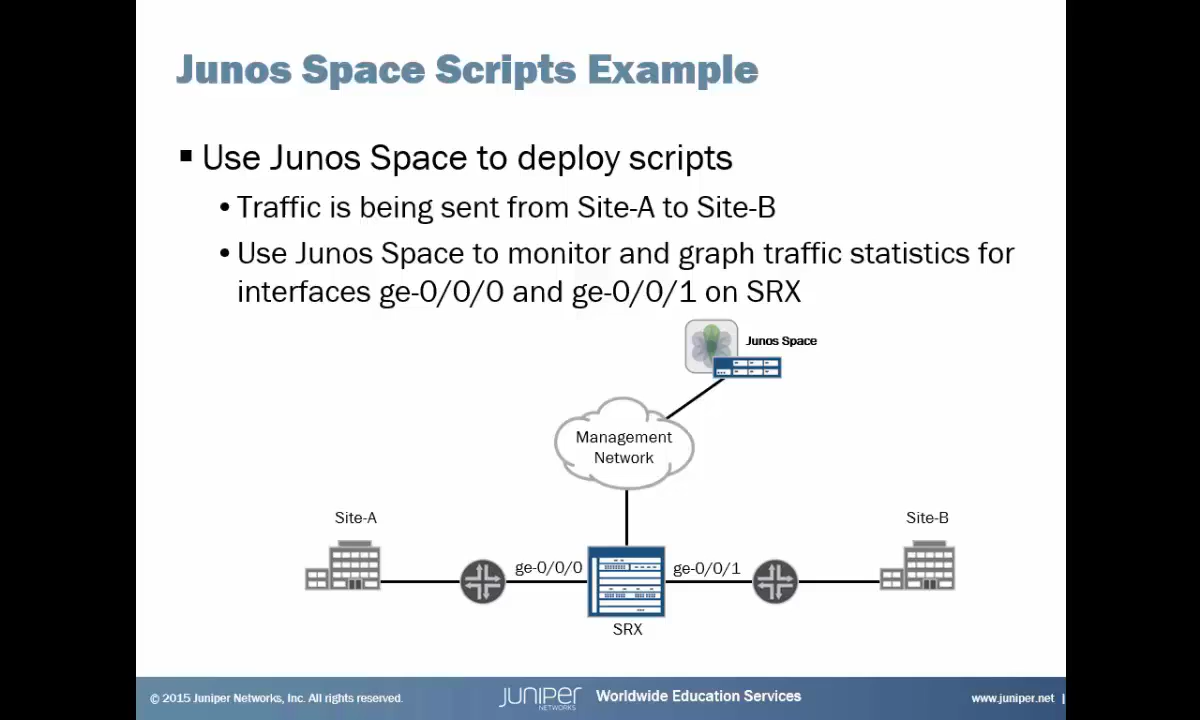 Junos Space Scripts Example
▪ Use Junos Space to deploy scripts
• Traffic is being sent from Site-A to Site-B
• Use Junos Space to monitor and graph traffic statistics for
interfaces ge-0/0/0 and ge-0/0/1 on SRX
Junos Space
Management
Network
Site-A
Site-B
ge-0/0/0
ge-0/0/1
SRX
© 2015 Juniper Networks, Inc. All rights reserved.
JUNIPER
NETWORKS
Worldwide Education Services
www.juniper.net |